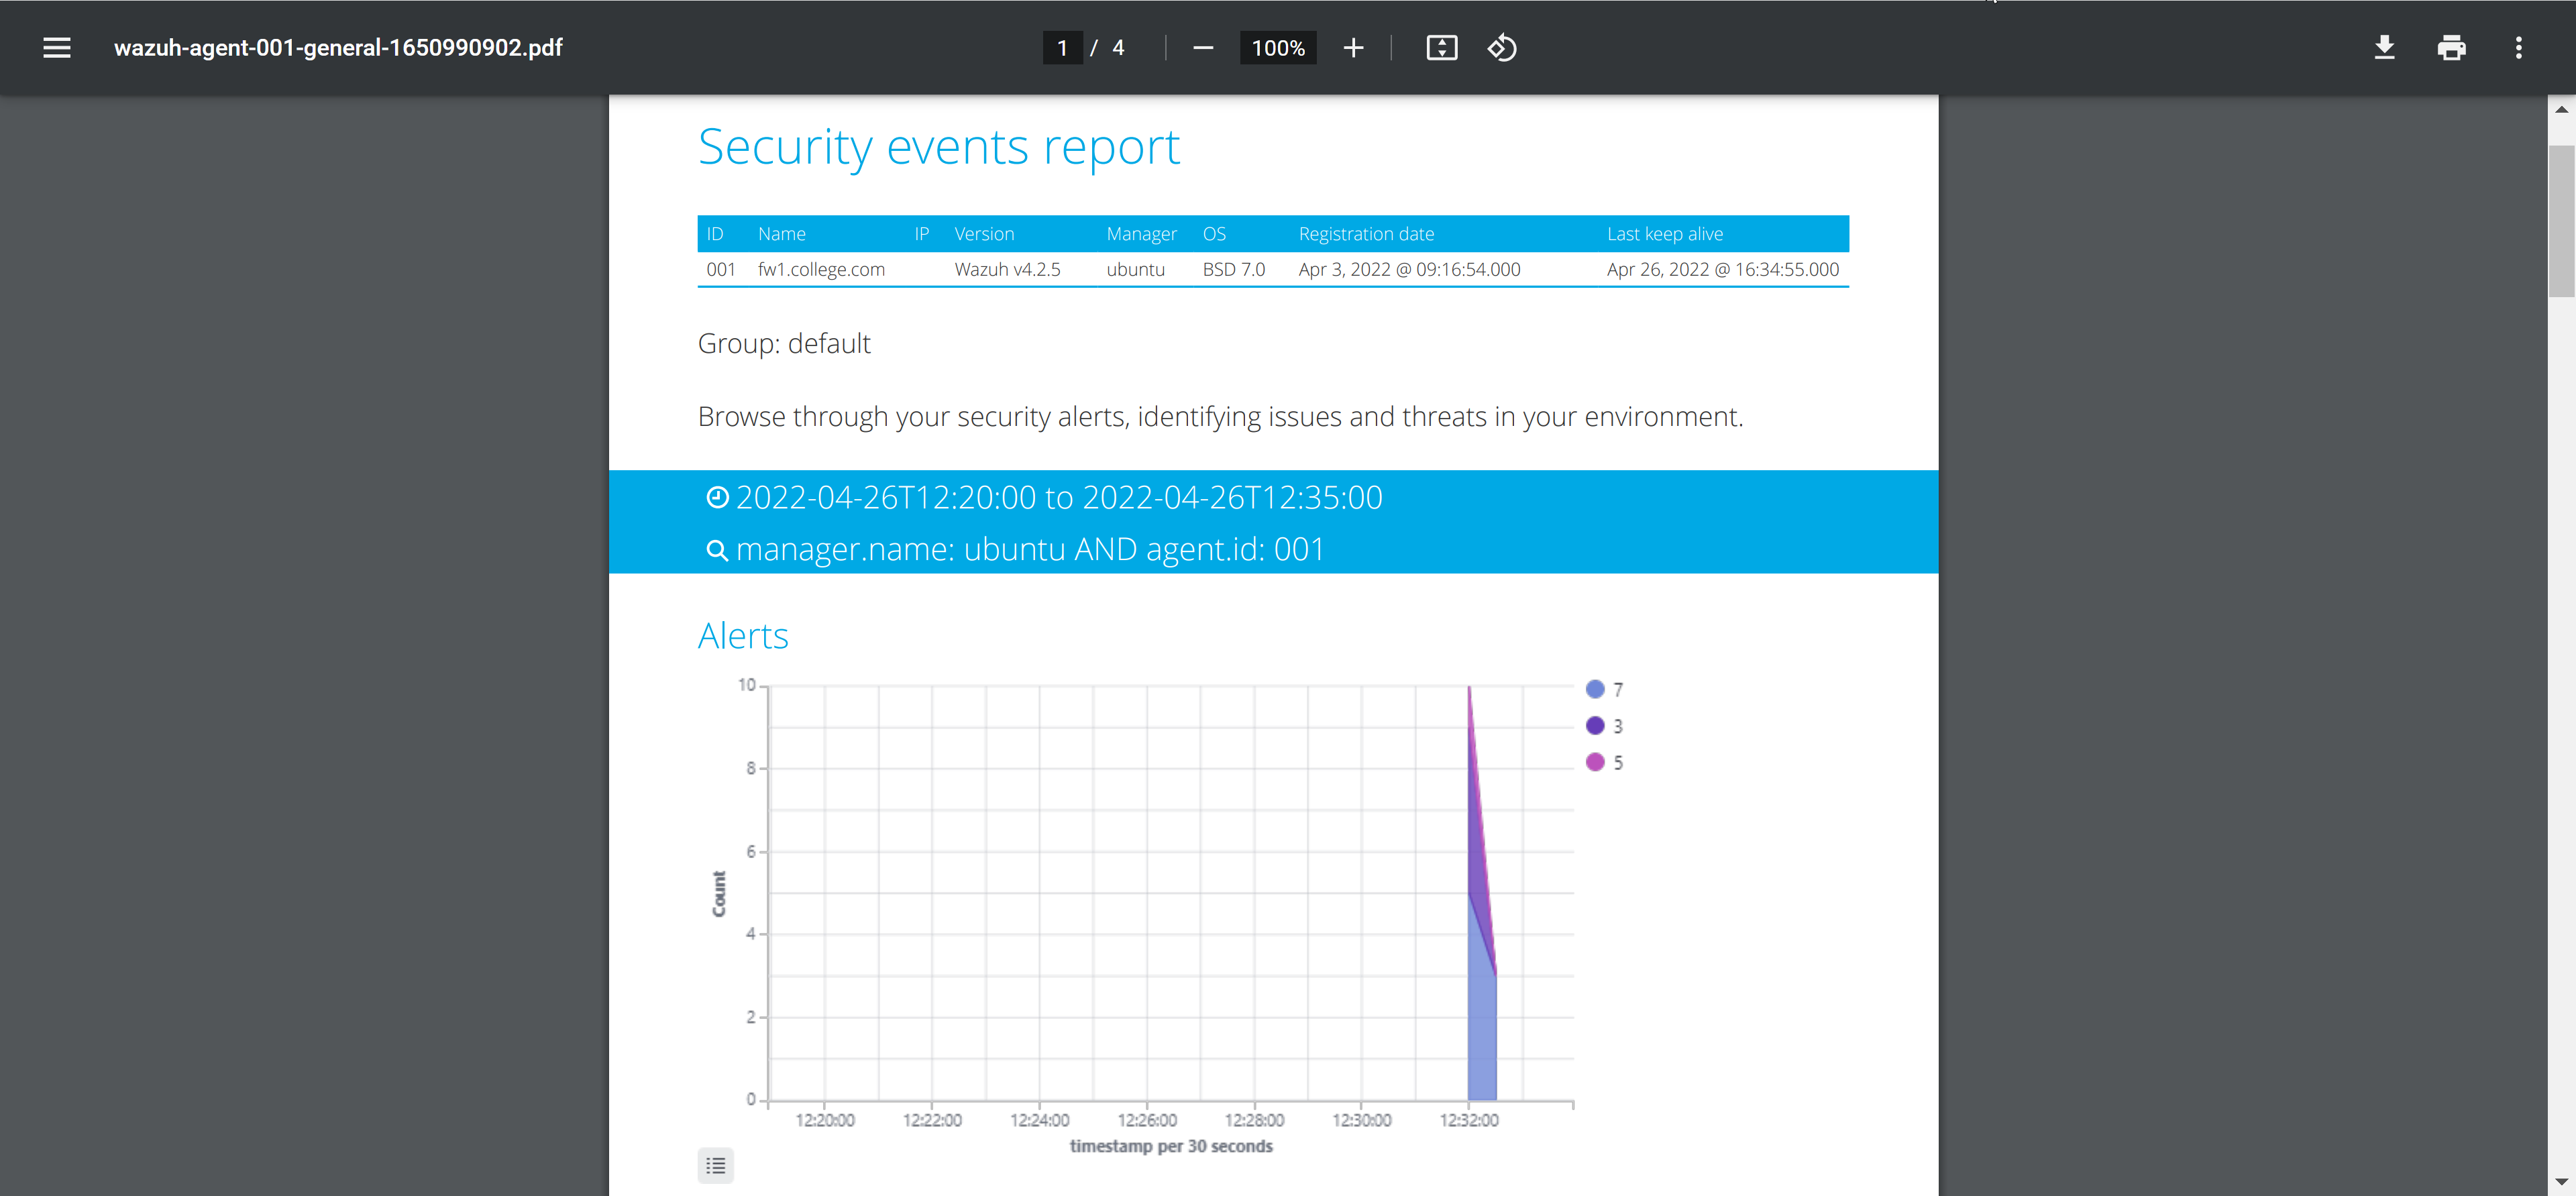 wazuh-agent-001-general-1650990902.pdf
1 / 4
100%
Security events report
ID Name IP Version Manager OS Registration date Last keep alive
001 fw1.college.com Wazuh v4.2.5 ubuntu BSD 7.0 Apr 3, 2022 @ 09:16:54.000 Apr 26, 2022 @ 16:34:55.000
Group: default
Browse through your security alerts, identifying issues and threats in your environment.
2022-04-26T12:20:00 to 2022-04-26T12:35:00
manager.name: ubuntu AND agent.id: 001
Alerts
10
8
6
4
2
0
Count
12:20:00 12:22:00 12:24:00 12:26:00 12:28:00 12:30:00 12:32:00
timestamp per 30 seconds
7
3
5